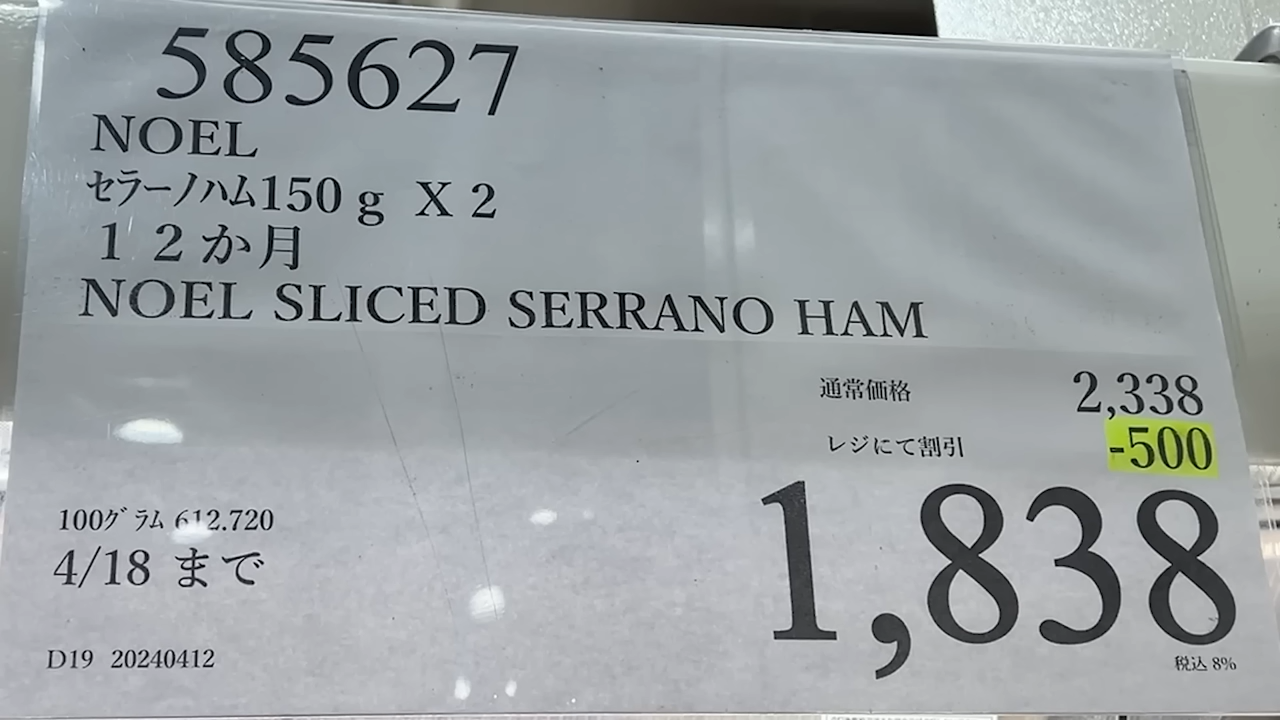 585627
NOEL
セラーノハム150g X 2
12か月
NOEL SLICED SERRANO HAM
通常価格 2,338
レジにて割引 -500
1,838
税込 8%
100グラム 612.720
4/18 まで
D19 20240412